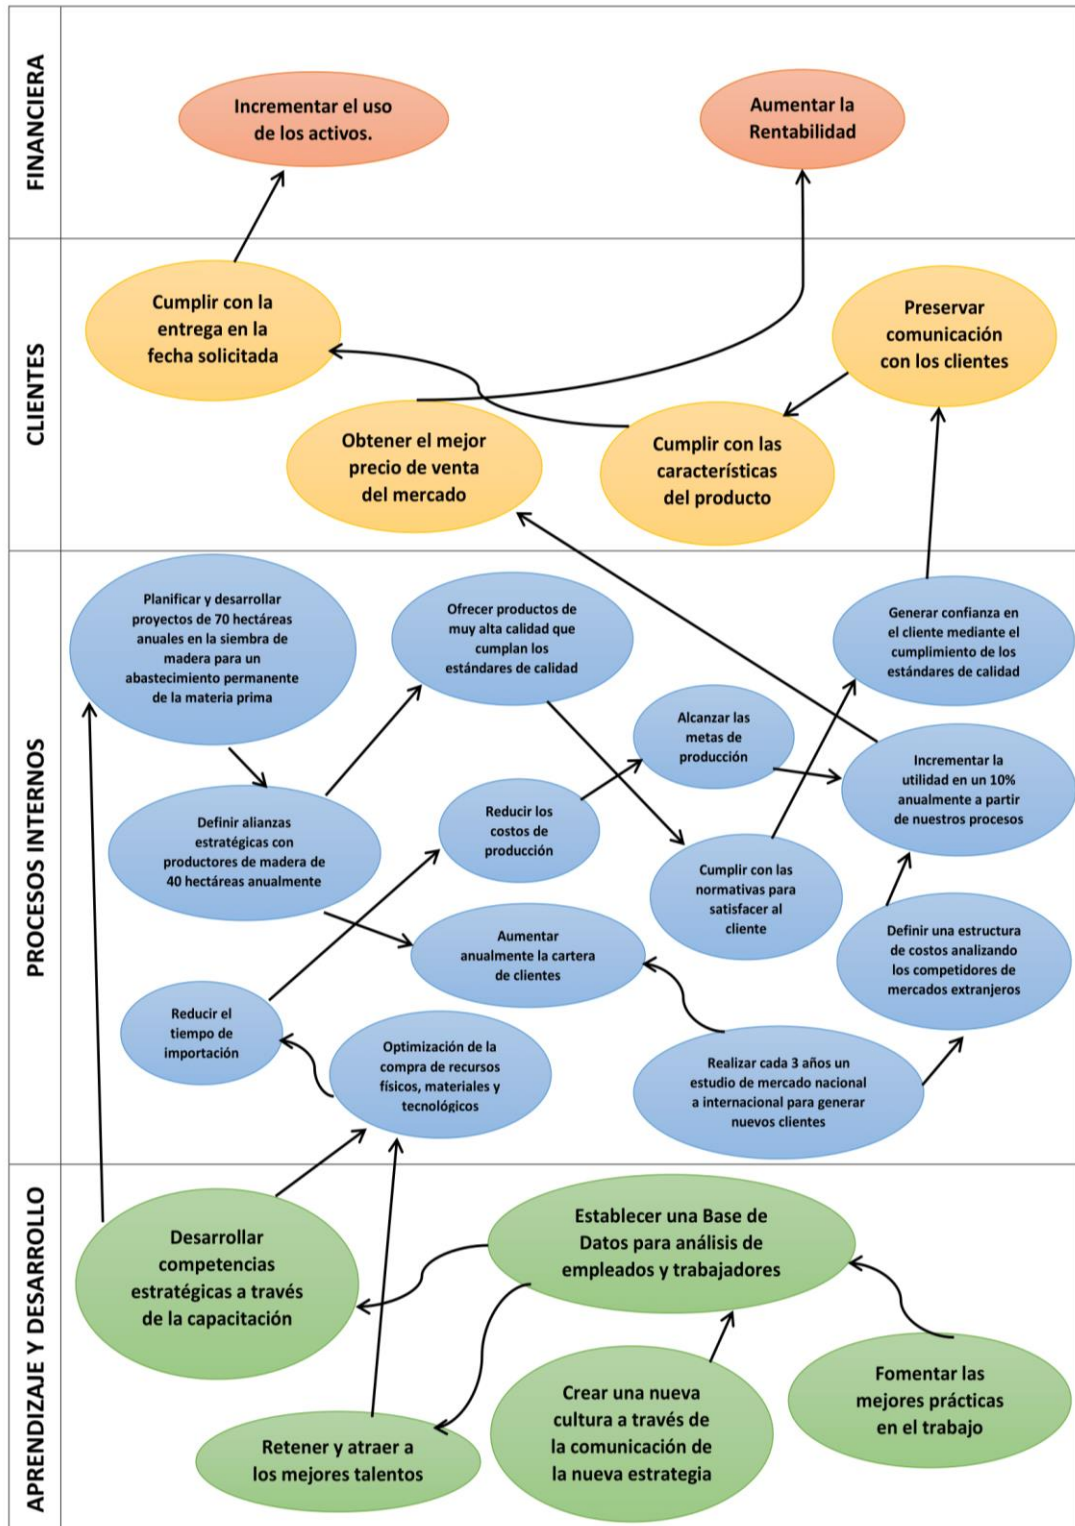 FINANCIERA
Incrementar el uso
de los activos.
Aumentar la
Rentabilidad
CLIENTES
Cumplir con la
entrega en la
fecha solicitada
Preservar
comunicación
con los clientes
Obtener el mejor
precio de venta
del mercado
Cumplir con las
características
del producto
PROCESOS INTERNOS
Planificar y desarrollar
proyectos de 70 hectáreas
anuales en la siembra de
madera para un
abastecimiento permanente
de la materia prima
Ofrecer productos de
muy alta calidad que
cumplan los
estándares de calidad
Generar confianza en
el cliente mediante el
cumplimiento de los
estándares de calidad
Alcanzar las
metas de
producción
Incrementar la
utilidad en un 10%
anualmente a partir
de nuestros procesos
Definir alianzas
estratégicas con
productores de madera de
40 hectáreas anualmente
Reducir los
costos de
producción
Cumplir con las
normativas para
satisfacer al
cliente
Aumentar
anualmente la cartera
de clientes
Definir una estructura
de costos analizando
los competidores de
mercados extranjeros
Reducir el
tiempo de
importación
Optimización de la
compra de recursos
físicos, materiales y
tecnológicos
Realizar cada 3 años un
estudio de mercado nacional
a internacional para generar
nuevos clientes
APRENDIZAJE Y DESARROLLO
Desarrollar
competencias
estratégicas a través
de la capacitación
Establecer una Base de
Datos para análisis de
empleados y trabajadores
Retener y atraer a
los mejores talentos
Crear una nueva
cultura a través de
la comunicación de
la nueva estrategia
Fomentar las
mejores prácticas
en el trabajo